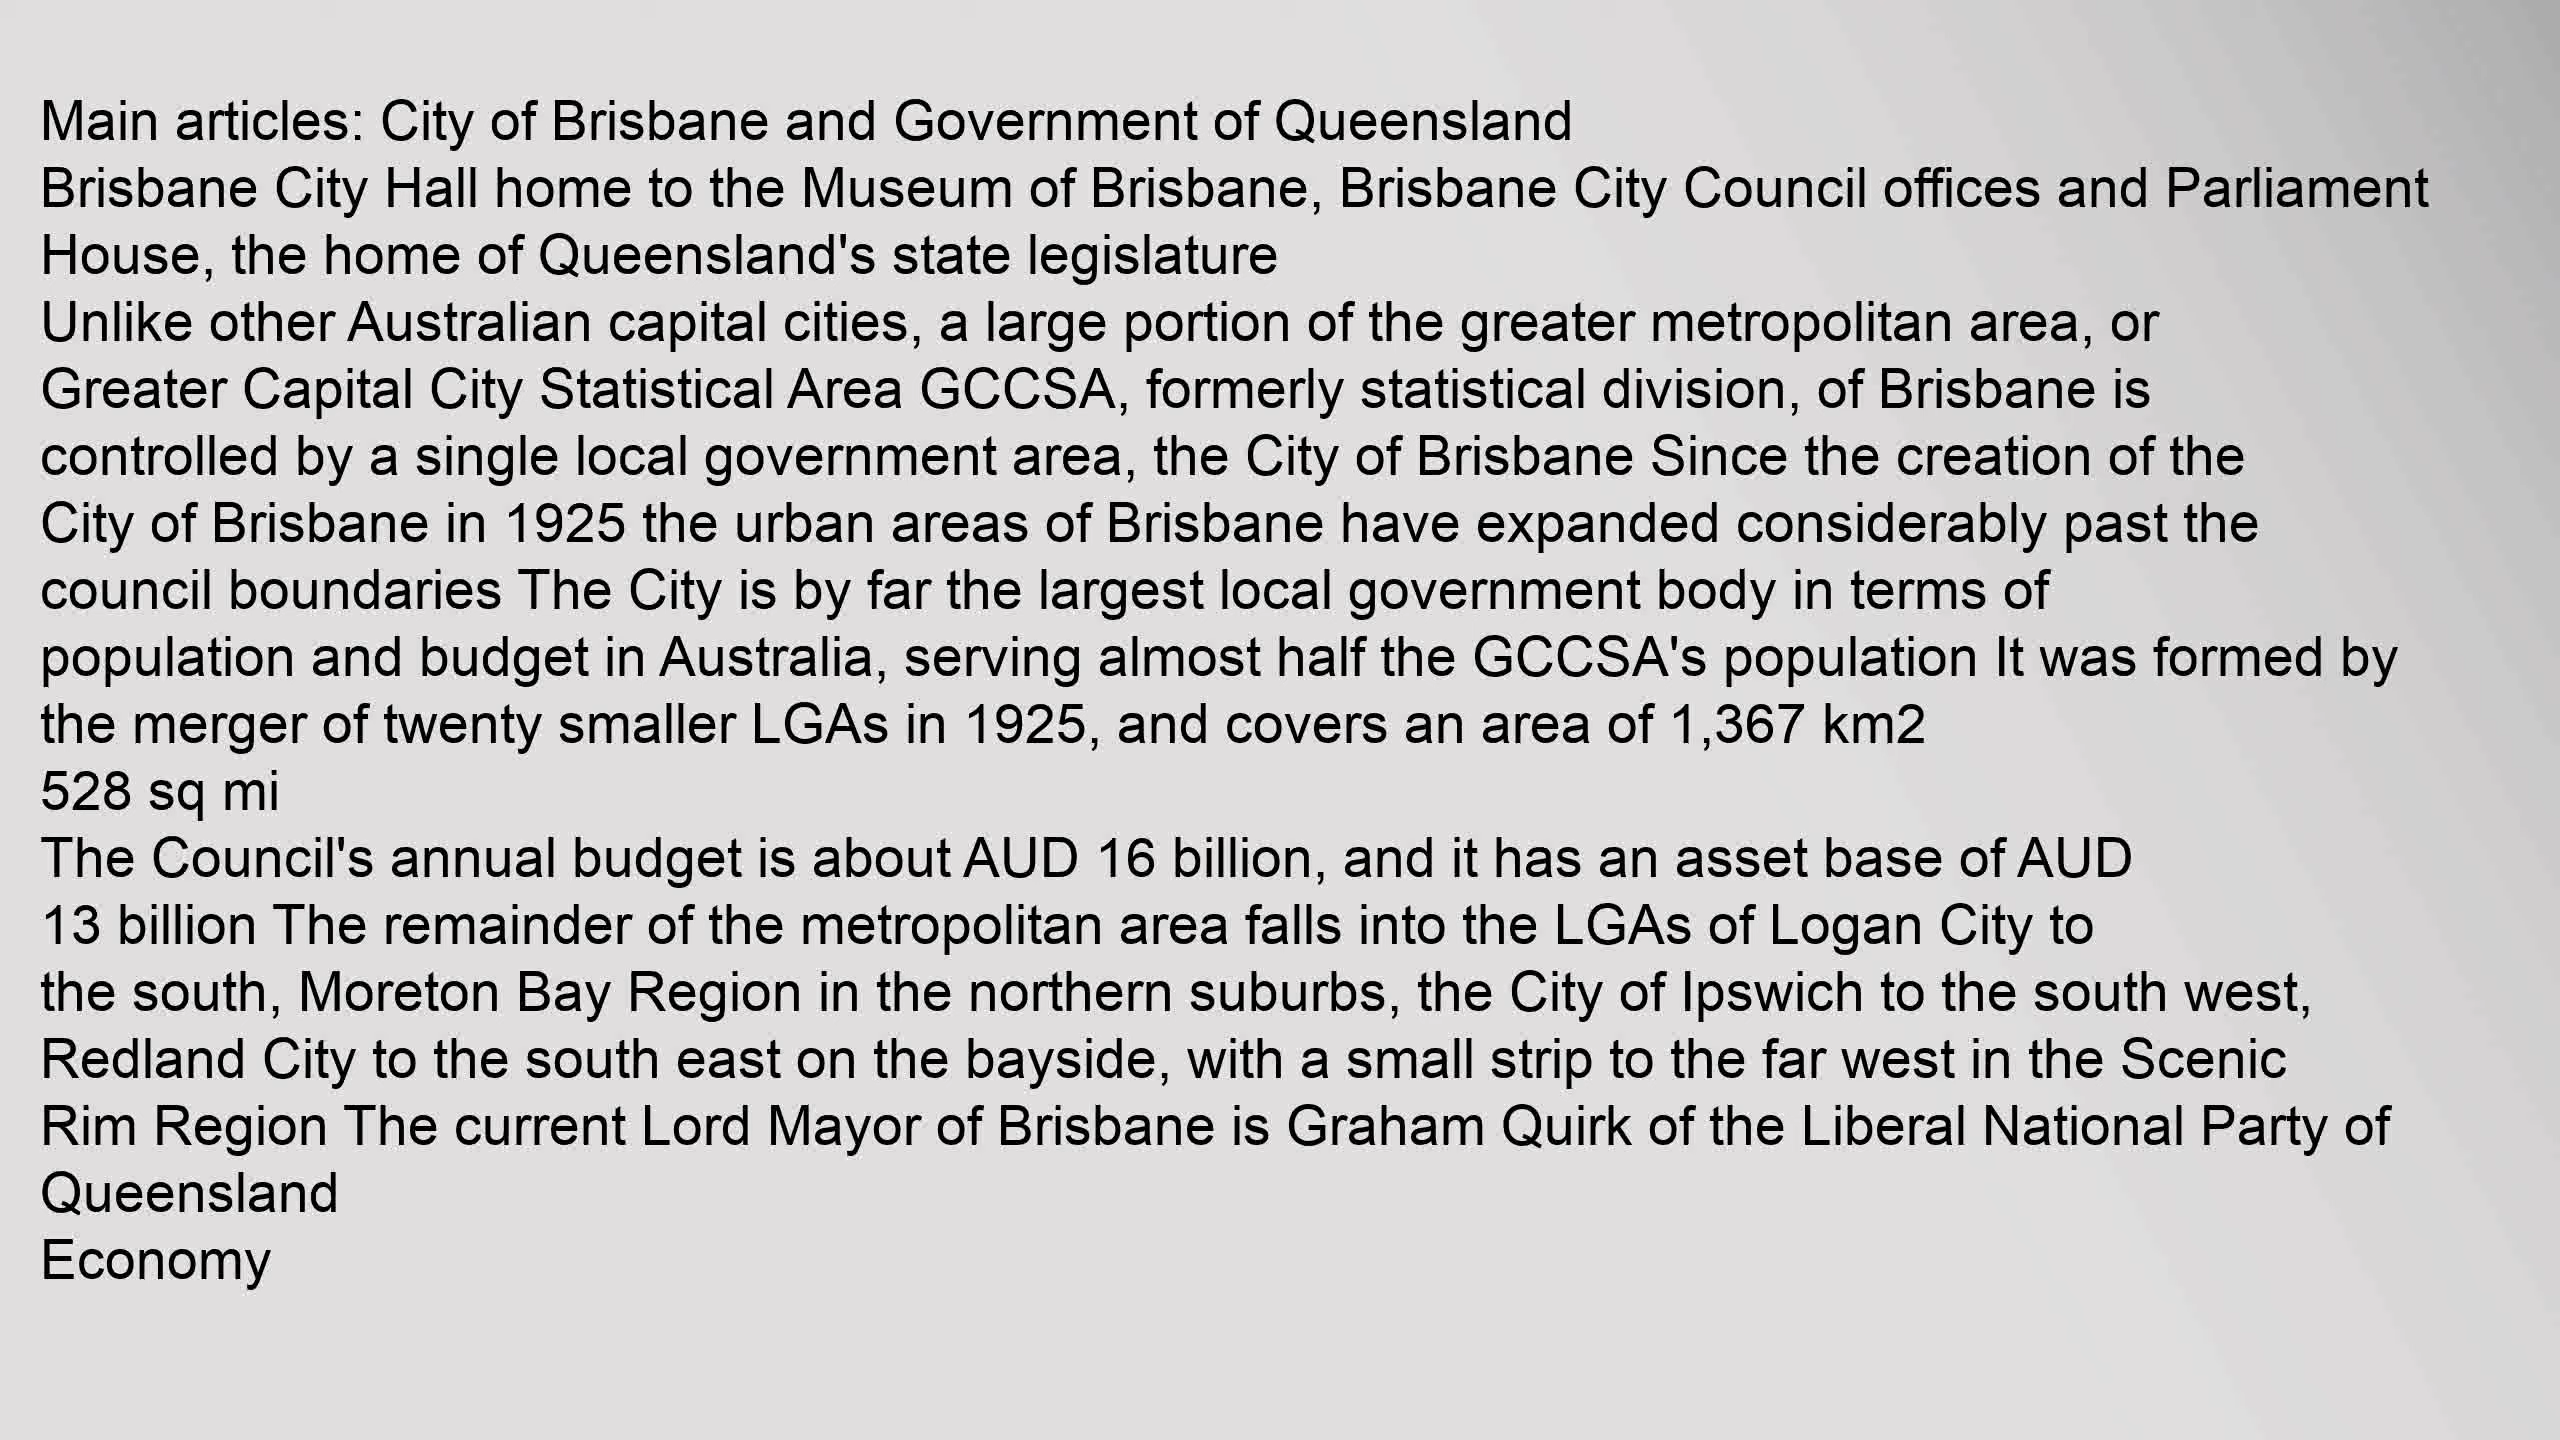 Main articles: City of Brisbane and Government of Queensland
Brisbane City Hall home to the Museum of Brisbane, Brisbane City Council offices and Parliament
House, the home of Queensland's state legislature
Unlike other Australian capital cities, a large portion of the greater metropolitan area, or
Greater Capital City Statistical Area GCCSA, formerly statistical division, of Brisbane is
controlled by a single local government area, the City of Brisbane Since the creation of the
City of Brisbane in 1925 the urban areas of Brisbane have expanded considerably past the
council boundaries The City is by far the largest local government body in terms of
population and budget in Australia, serving almost half the GCCSA's population It was formed by
the merger of twenty smaller LGAs in 1925, and covers an area of 1,367 km2
528 sq mi
The Council's annual budget is about AUD 16 billion, and it has an asset base of AUD
13 billion The remainder of the metropolitan area falls into the LGAs of Logan City to
the south, Moreton Bay Region in the northern suburbs, the City of Ipswich to the south west,
Redland City to the south east on the bayside, with a small strip to the far west in the Scenic
Rim Region The current Lord Mayor of Brisbane is Graham Quirk of the Liberal National Party of
Queensland
Economy